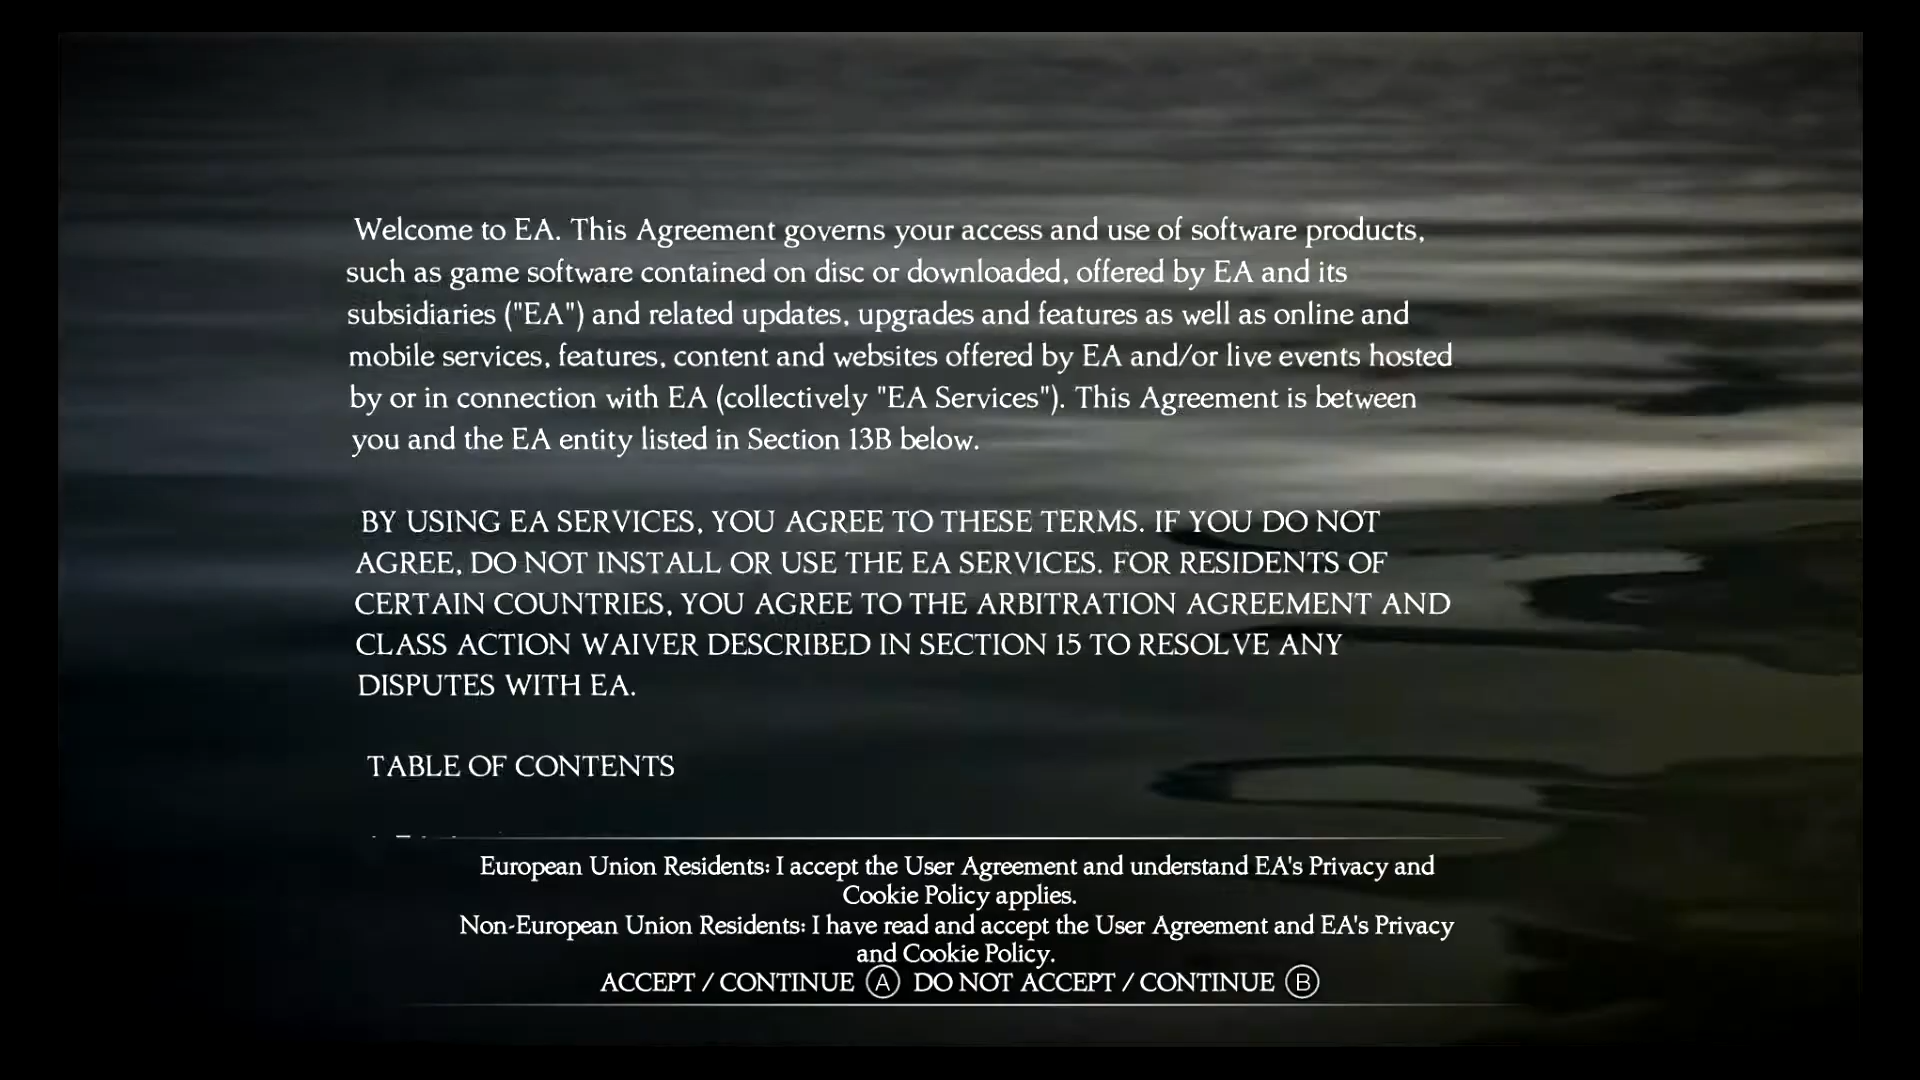 Welcome to EA. This Agreement governs your access and use of software products,
such as game software contained on disc or downloaded, offered by EA and its
subsidiaries ("EA") and related updates, upgrades and features as well as online and
mobile services, features, content and websites offered by EA and/or live events hosted
by or in connection with EA (collectively "EA Services"). This Agreement is between
you and the EA entity listed in Section 13B below.
BY USING EA SERVICES, YOU AGREE TO THESE TERMS. IF YOU DO NOT
AGREE, DO NOT INSTALL OR USE THE EA SERVICES. FOR RESIDENTS OF
CERTAIN COUNTRIES, YOU AGREE TO THE ARBITRATION AGREEMENT AND
CLASS ACTION WAIVER DESCRIBED IN SECTION 15 TO RESOLVE ANY
DISPUTES WITH EA.
TABLE OF CONTENTS
European Union Residents: I accept the User Agreement and understand EA's Privacy and
Cookie Policy applies.
Non-European Union Residents: I have read and accept the User Agreement and EA's Privacy
and Cookie Policy.
ACCEPT / CONTINUE A DO NOT ACCEPT / CONTINUE B